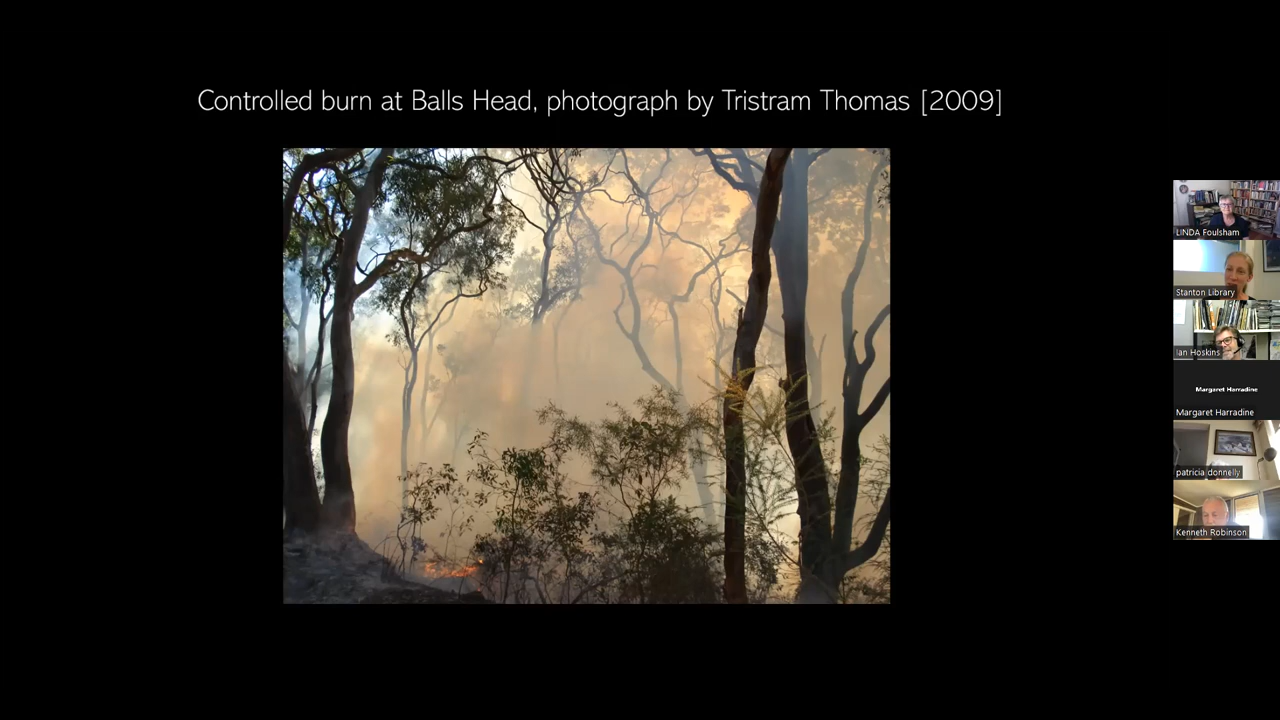 Controlled burn at Balls Head, photograph by Tristram Thomas [2009]
LINDA Foulsham
Stanton Library
Ian Hoskins
Margaret Harradine
Margaret Harradine
patricia donnelly
Kenneth Robinson